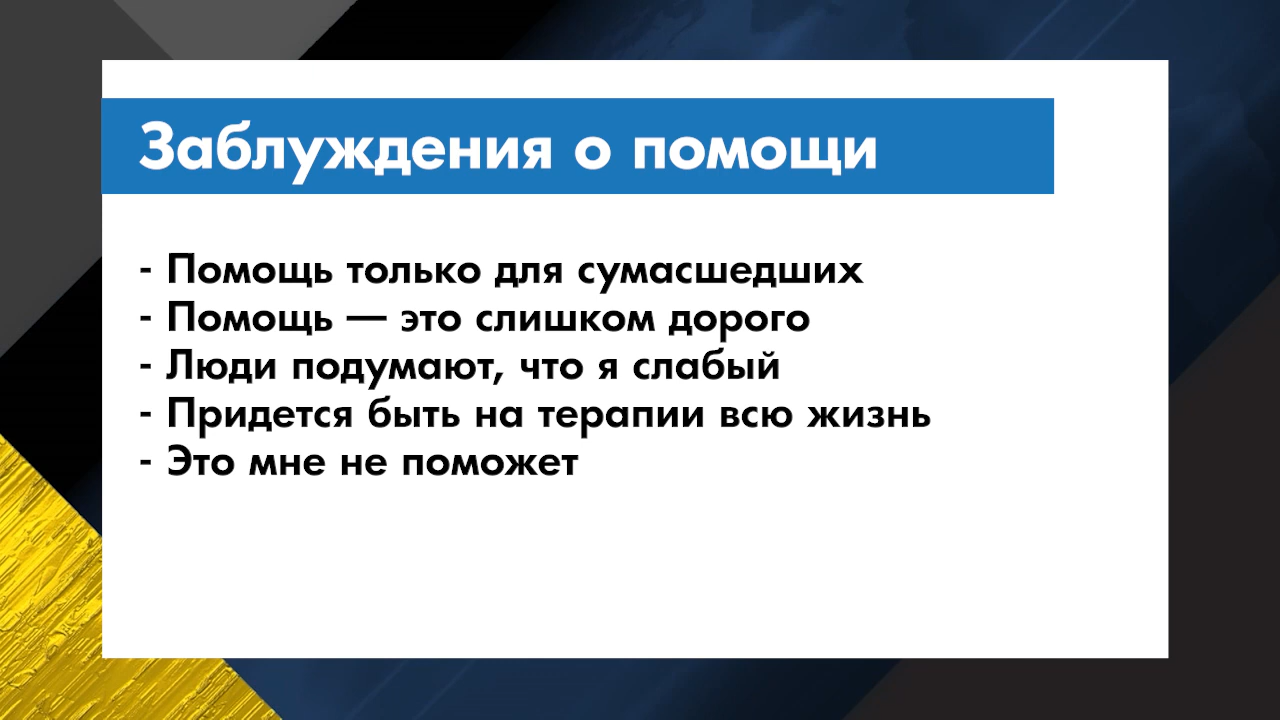 Заблуждения о помощи
- Помощь только для сумасшедших
- Помощь — это слишком дорого
- Люди подумают, что я слабый
- Придется быть на терапии всю жизнь
- Это мне не поможет